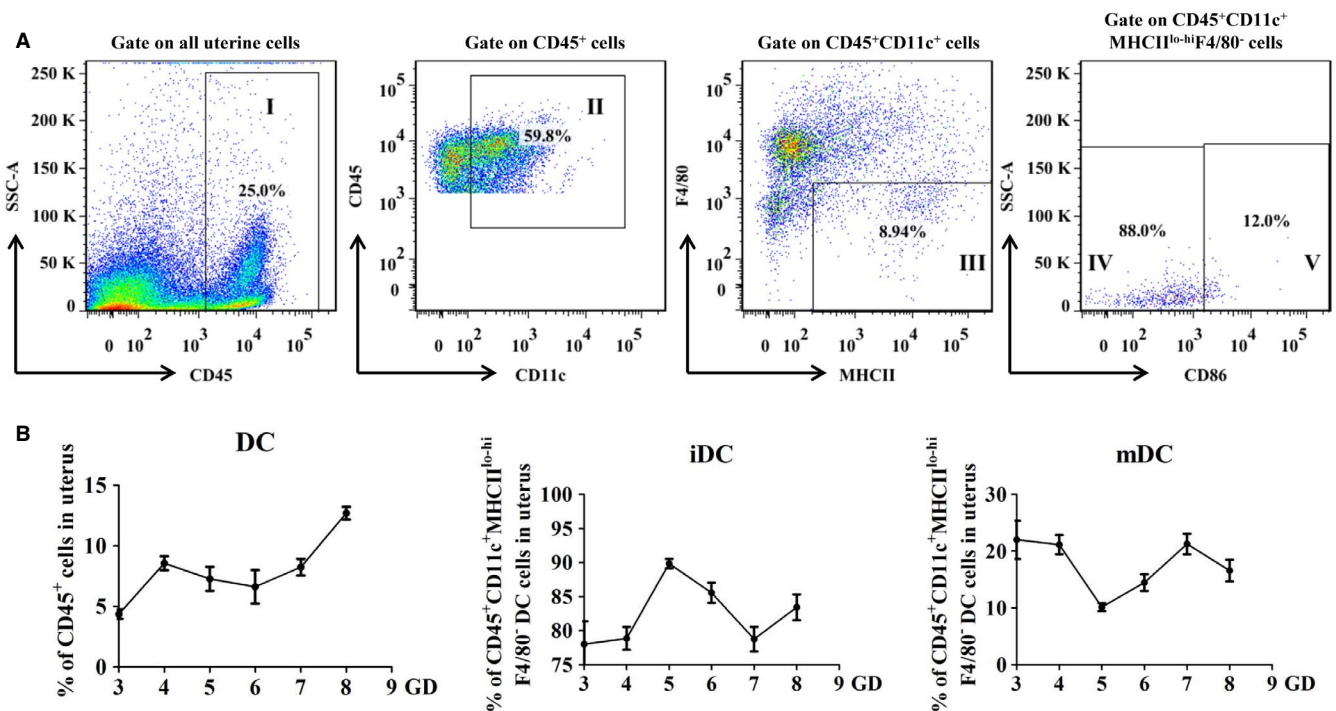 A
Gate on all uterine cells
250 K
200 K
150 K
100 K
50 K
0
SSC-A
I
25.0%
0 10² 10³ 10⁴ 10⁵
CD45
Gate on CD45⁺ cells
10⁵
10⁴
10³
10²
0
CD45
II
59.8%
0 10² 10³ 10⁴ 10⁵
CD11c
Gate on CD45⁺CD11c⁺ cells
10⁵
10⁴
10³
10²
0
F4/80
8.94%
III
0 10² 10³ 10⁴ 10⁵
MHCII
Gate on CD45⁺CD11c⁺
MHCIIˡᵒ⁻ʰⁱF4/80⁻ cells
250 K
200 K
150 K
100 K
50 K
0
SSC-A
88.0%
12.0%
IV
V
0 10² 10³ 10⁴ 10⁵
CD86
B
DC
% of CD45⁺ cells in uterus
15
10
5
0
3 4 5 6 7 8 9 GD
iDC
% of CD45⁺CD11c⁺MHCIIˡᵒ⁻ʰⁱ
F4/80⁻ DC cells in uterus
100
95
90
85
80
75
3 4 5 6 7 8 9 GD
mDC
% of CD45⁺CD11c⁺MHCIIˡᵒ⁻ʰⁱ
F4/80⁻ DC cells in uterus
30
20
10
0
3 4 5 6 7 8 9 GD